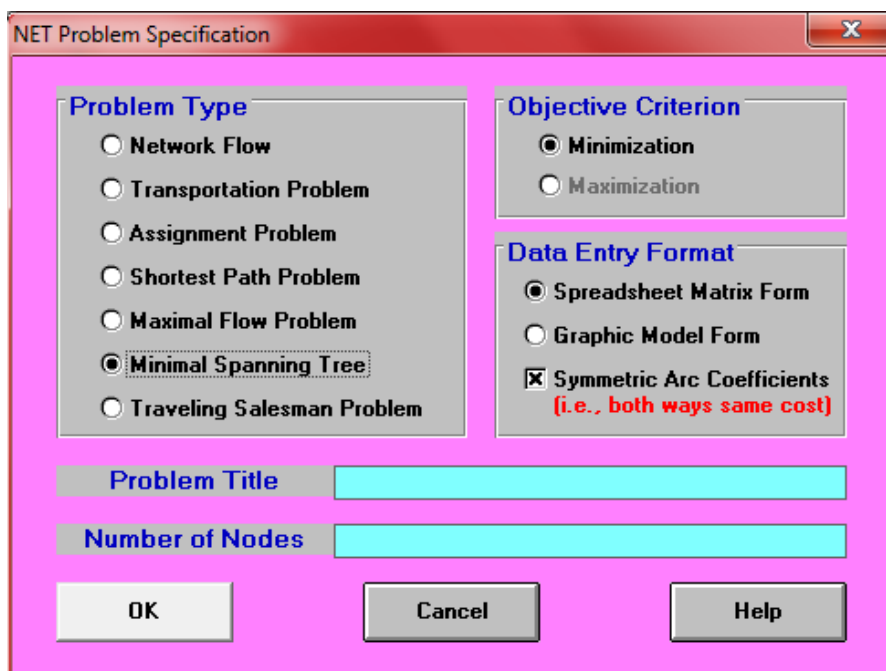 NET Problem Specification
Problem Type
Network Flow
Transportation Problem
Assignment Problem
Shortest Path Problem
Maximal Flow Problem
Minimal Spanning Tree
Traveling Salesman Problem
Objective Criterion
Minimization
Maximization
Data Entry Format
Spreadsheet Matrix Form
Graphic Model Form
Symmetric Arc Coefficients
(i.e., both ways same cost)
Problem Title
Number of Nodes
OK Cancel Help